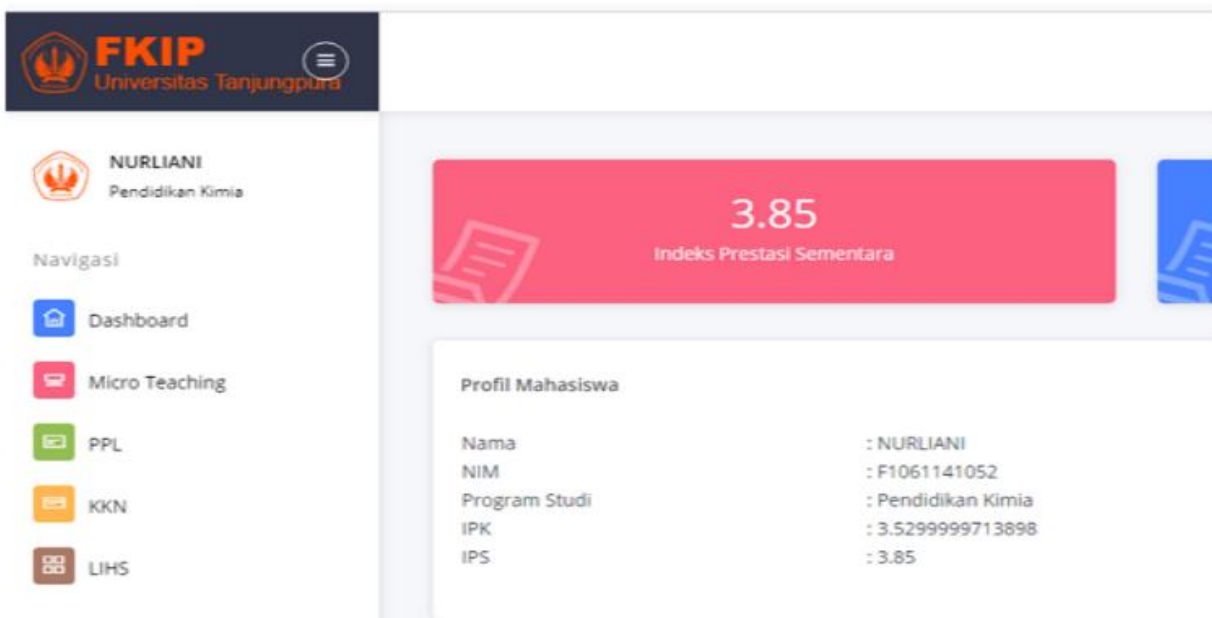 FKIP
Universitas Tanjungpura
NURLIANI
Pendidikan Kimia
Navigasi
Dashboard
Micro Teaching
PPL
KKN
LIHS
3.85
Indeks Prestasi Sementara
Profil Mahasiswa
Nama : NURLIANI
NIM : F1061141052
Program Studi : Pendidikan Kimia
IPK : 3.5299999713898
IPS : 3.85